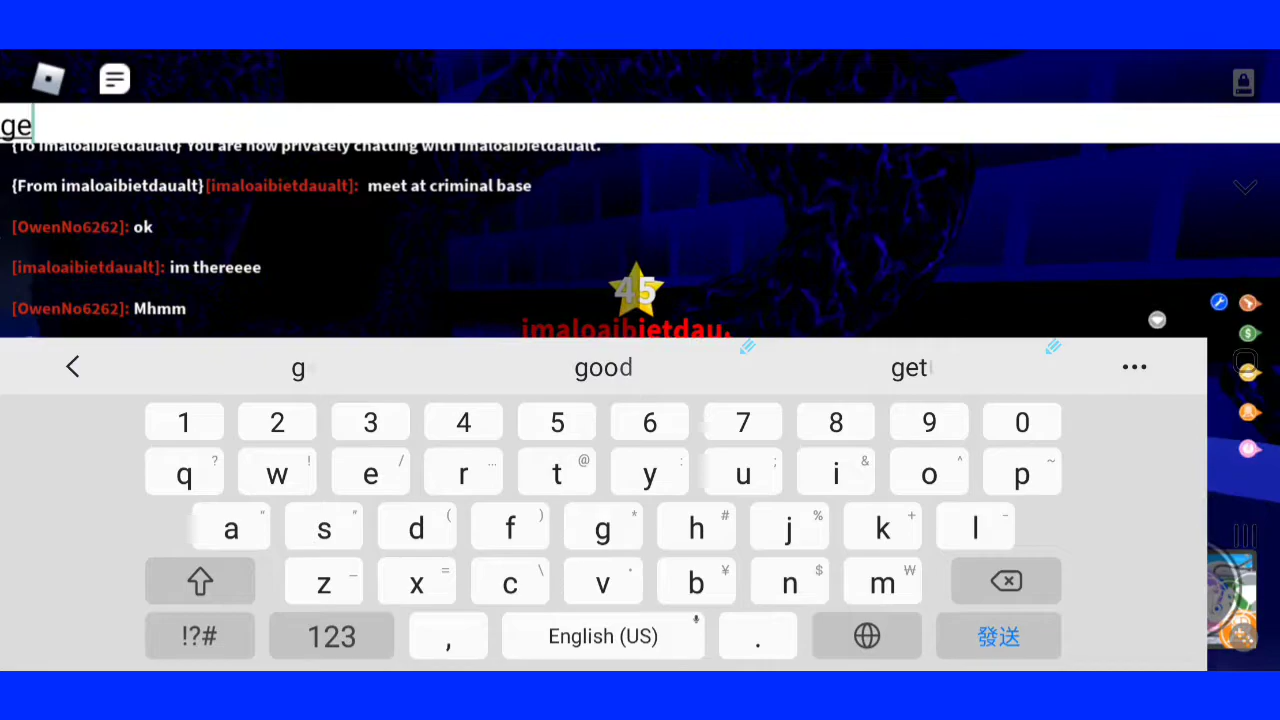 ge
{To imaloaibietdaualt} You are now privately chatting with imaloaibietdaualt.
{From imaloaibietdaualt}[imaloaibietdaualt]: meet at criminal base
[OwenNo6262]: ok
[imaloaibietdaualt]: im thereeee
[OwenNo6262]: Mhmm
45
imaloaibietdau.
g good get
1 2 3 4 5 6 7 8 9 0
q ? w ! e / r ... t @ y : u ; i & o ^ p ~
a " s " d ( f ) g * h # j % k + l -
z _ x = c \ v · b ¥ n $ m ₩
!?# 123 , English (US) . 發送